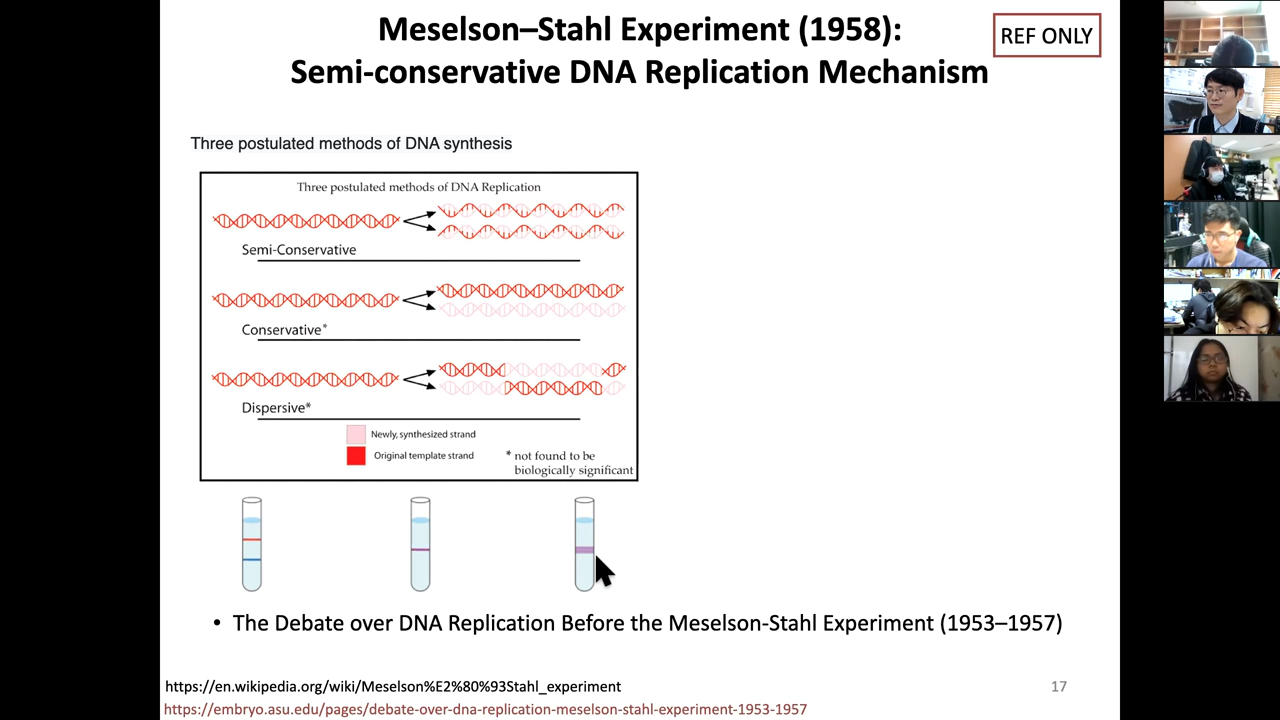 Meselson–Stahl Experiment (1958):
Semi-conservative DNA Replication Mechanism
REF ONLY
Three postulated methods of DNA synthesis
Three postulated methods of DNA Replication
Semi-Conservative
Conservative*
Dispersive*
Newly, synthesized strand
Original template strand
* not found to be
biologically significant
• The Debate over DNA Replication Before the Meselson-Stahl Experiment (1953–1957)
https://en.wikipedia.org/wiki/Meselson%E2%80%93Stahl_experiment
17
https://embryo.asu.edu/pages/debate-over-dna-replication-meselson-stahl-experiment-1953-1957